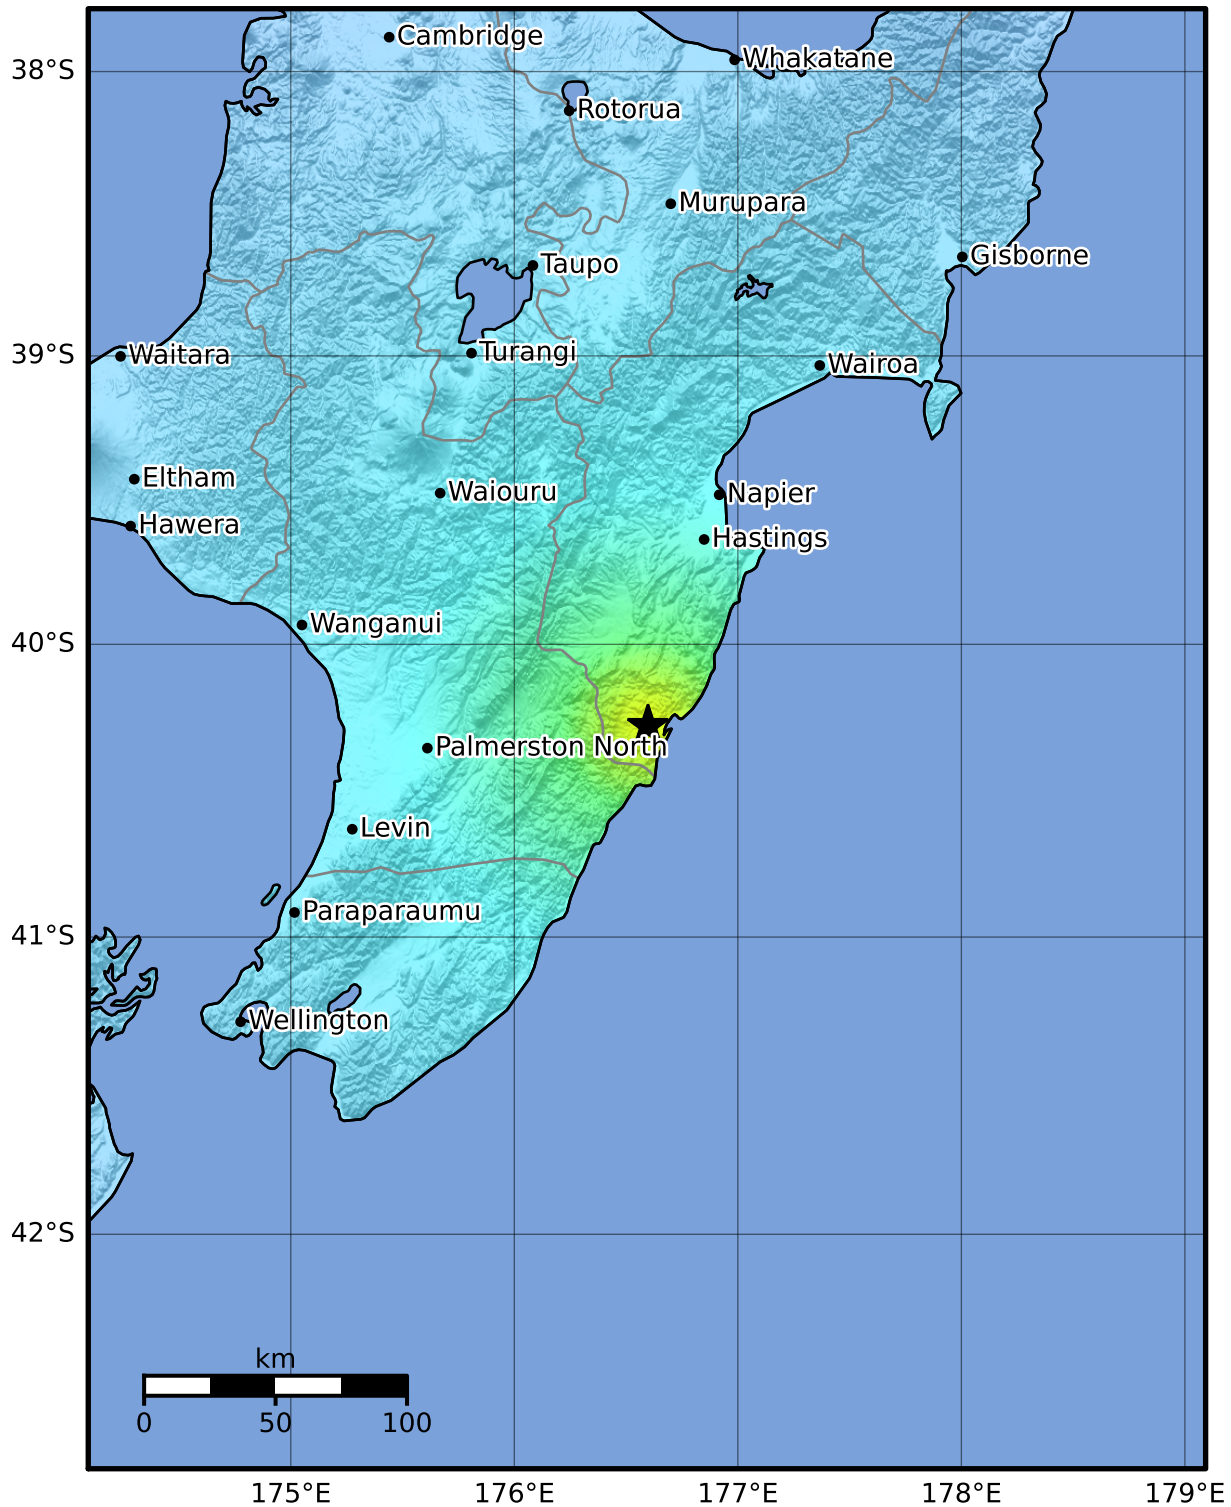 Cambridge
Whakatane
38°S
Rotorua
Murupara
Gisborne
Taupo
Turangi
39°S
Waitara
Wairoa
Eltham
Waiouru
Napier
Hawera
Hastings
Wanganui
40°S
Palmerston North
Levin
Paraparaumu
41°S
Wellington
42°S
km
0 50 100
175°E 176°E 177°E 178°E 179°E